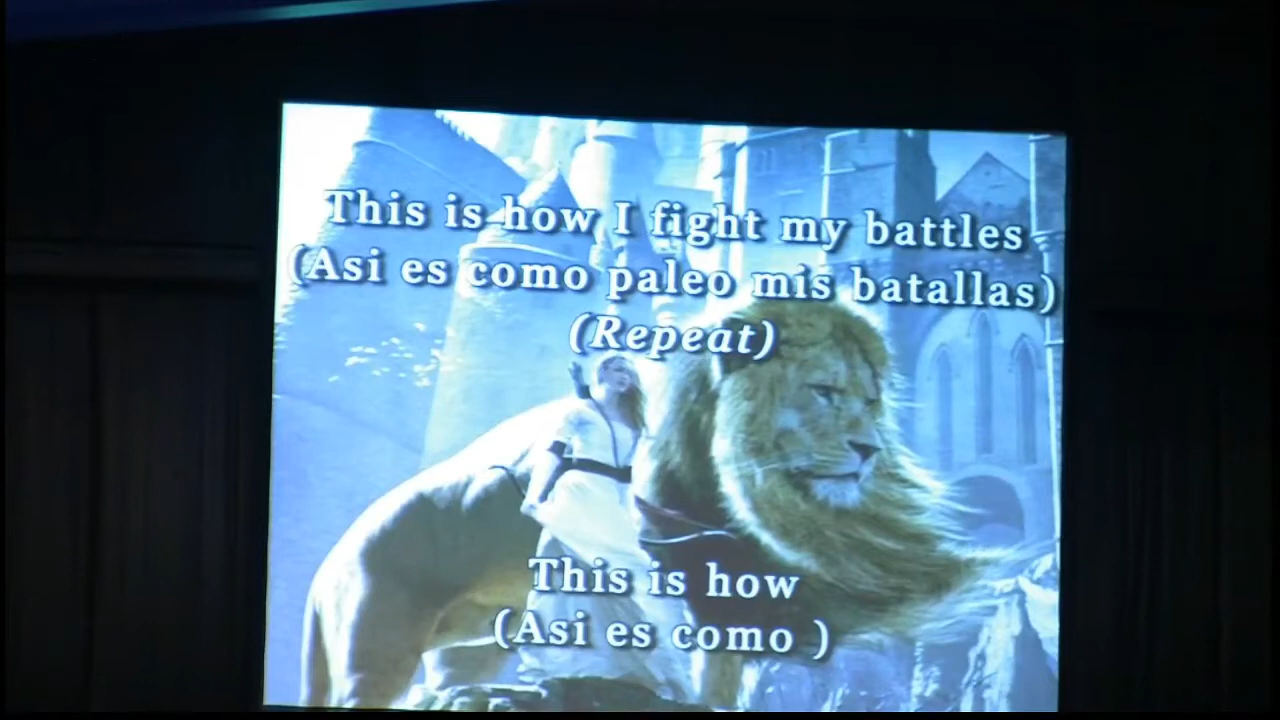 This is how I fight my battles
(Asi es como paleo mis batallas)
(Repeat)
This is how
(Asi es como )